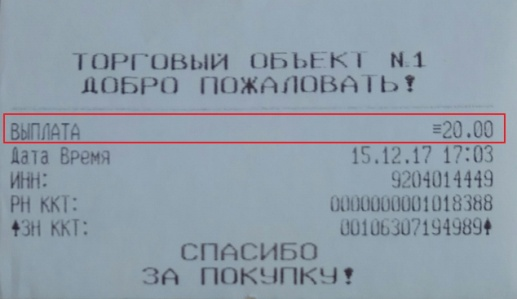 ТОРГОВЫЙ ОБЪЕКТ №1
ДОБРО ПОЖАЛОВАТЬ!
ВЫПЛАТА ≡20.00
Дата Время 15.12.17 17:03
ИНН: 9204014449
РН ККТ: 0000000001018388
♠ЗН ККТ: 00106307194989♠
СПАСИБО
ЗА ПОКУПКУ!